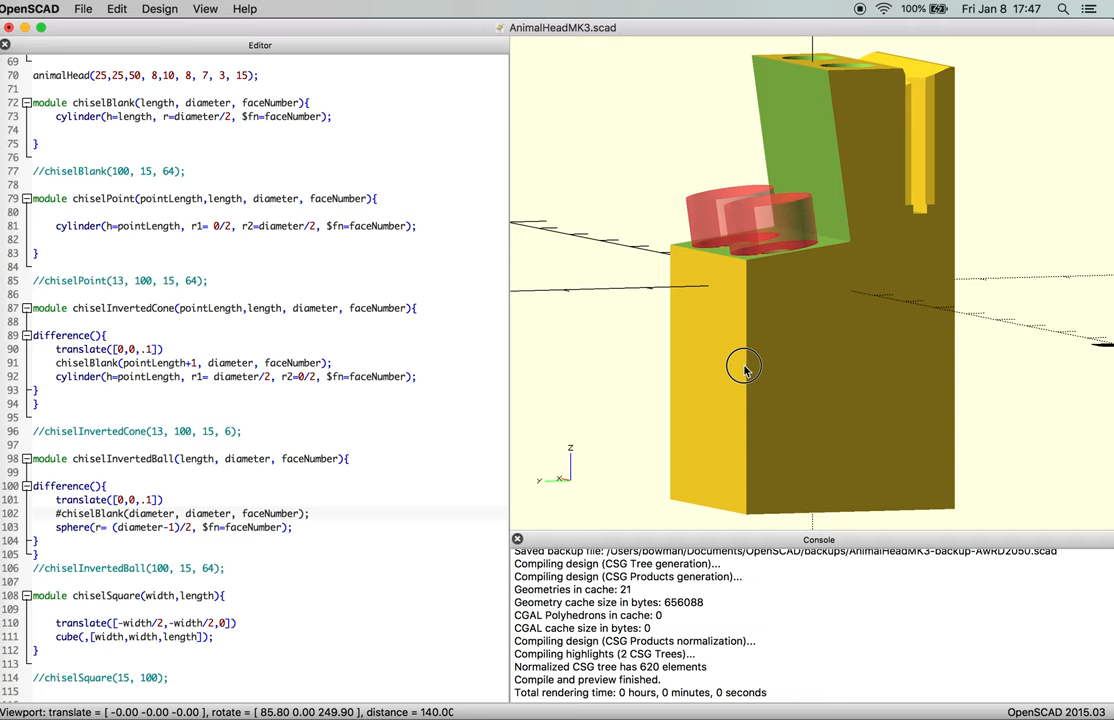 OpenSCAD File Edit Design View Help 100% Fri Jan 8 17:47
AnimalHeadMK3.scad
Editor
69
70 animalHead(25,25,50, 8,10, 8, 7, 3, 15);
71
72 module chiselBlank(length, diameter, faceNumber){
73 cylinder(h=length, r=diameter/2, $fn=faceNumber);
74
75 }
76
77 //chiselBlank(100, 15, 64);
78
79 module chiselPoint(pointLength,length, diameter, faceNumber){
80
81 cylinder(h=pointLength, r1= 0/2, r2=diameter/2, $fn=faceNumber);
82
83 }
84
85 //chiselPoint(13, 100, 15, 64);
86
87 module chiselInvertedCone(pointLength,length, diameter, faceNumber){
88
89 difference(){
90 translate([0,0,.1])
91 chiselBlank(pointLength+1, diameter, faceNumber);
92 cylinder(h=pointLength, r1= diameter/2, r2=0/2, $fn=faceNumber);
93 }
94 }
95
96 //chiselInvertedCone(13, 100, 15, 6);
97
98 module chiselInvertedBall(length, diameter, faceNumber){
99
100 difference(){
101 translate([0,0,.1])
102 #chiselBlank(diameter, diameter, faceNumber);
103 sphere(r= (diameter-1)/2, $fn=faceNumber);
104 }
105 }
106 //chiselInvertedBall(100, 15, 64);
107
108 module chiselSquare(width,length){
109
110 translate([-width/2,-width/2,0])
111 cube(,[width,width,length]);
112 }
113
114 //chiselSquare(15, 100);
115
Z
Y X
Console
Saved backup file: /Users/bowman/Documents/OpenSCAD/backups/AnimalHeadMK3-backup-AwRD2050.scad
Compiling design (CSG Tree generation)...
Compiling design (CSG Products generation)...
Geometries in cache: 21
Geometry cache size in bytes: 656088
CGAL Polyhedrons in cache: 0
CGAL cache size in bytes: 0
Compiling design (CSG Products normalization)...
Compiling highlights (2 CSG Trees)...
Normalized CSG tree has 620 elements
Compile and preview finished.
Total rendering time: 0 hours, 0 minutes, 0 seconds
Viewport: translate = [ -0.00 -0.00 -0.00 ], rotate = [ 85.80 0.00 249.90 ], distance = 140.00 OpenSCAD 2015.03